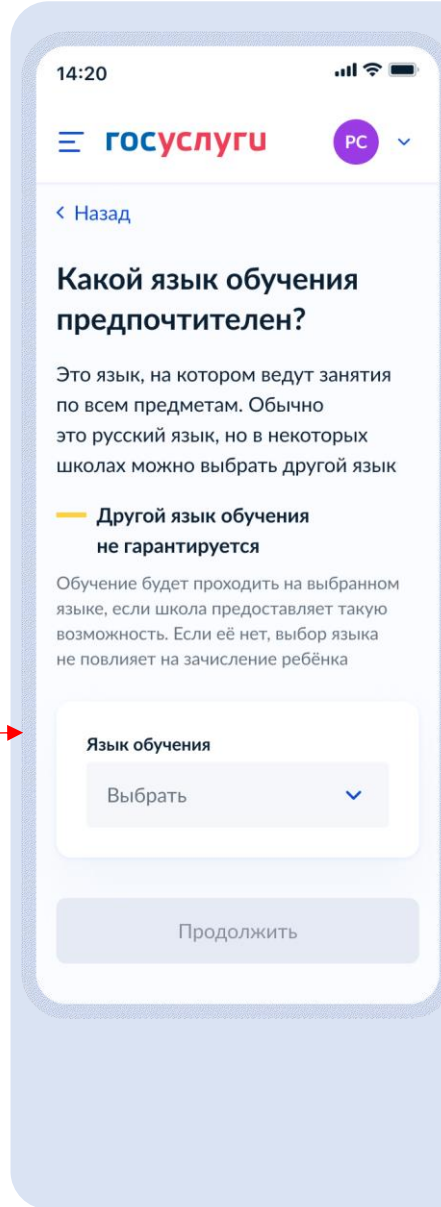 14:20
госуслуги
РС
Назад
Какой язык обучения
предпочтителен?
Это язык, на котором ведут занятия
по всем предметам. Обычно
это русский язык, но в некоторых
школах можно выбрать другой язык
Другой язык обучения
не гарантируется
Обучение будет проходить на выбранном
языке, если школа предоставляет такую
возможность. Если её нет, выбор языка
не повлияет на зачисление ребёнка
Язык обучения
Выбрать
Продолжить